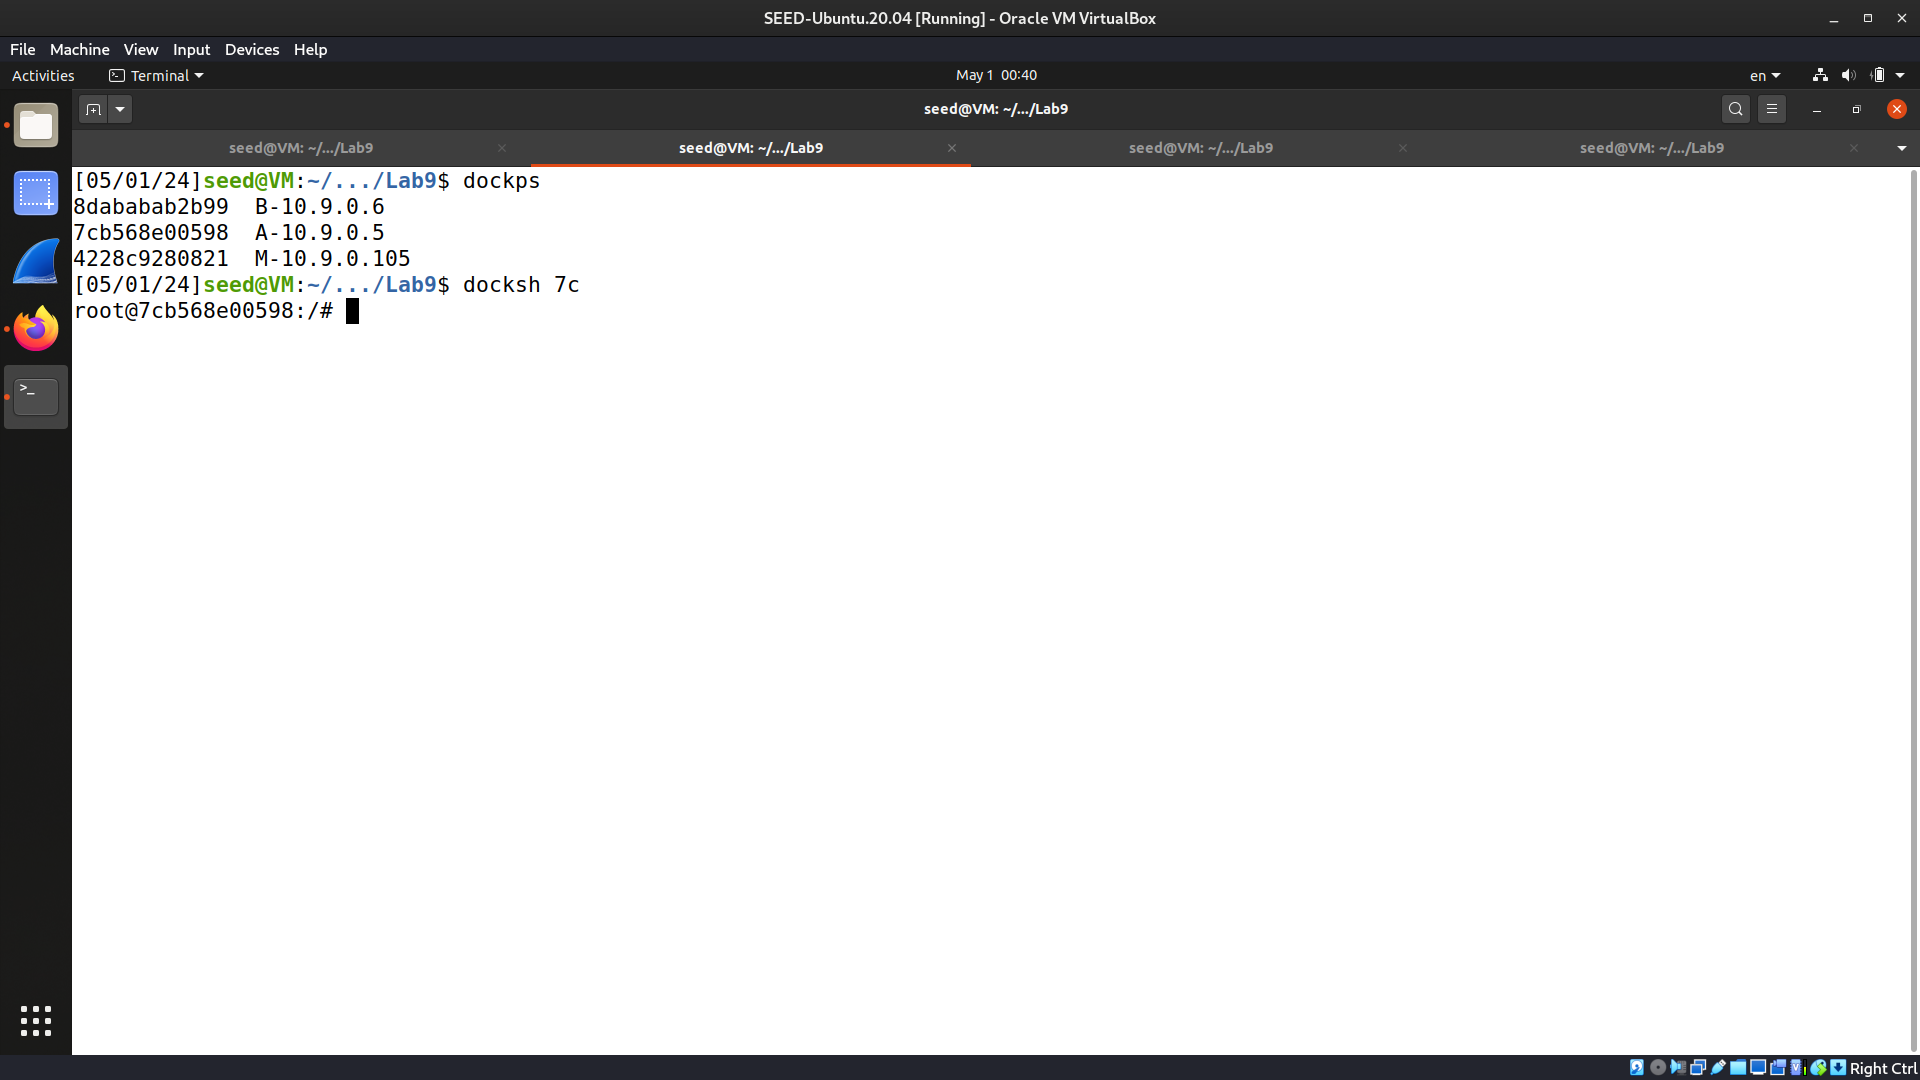 SEED-Ubuntu.20.04 [Running] - Oracle VM VirtualBox
File Machine View Input Devices Help
Activities Terminal May 1 00:40 en
seed@VM: ~/.../Lab9
seed@VM: ~/.../Lab9 seed@VM: ~/.../Lab9 seed@VM: ~/.../Lab9 seed@VM: ~/.../Lab9
[05/01/24]seed@VM:~/.../Lab9$ dockps
8dababab2b99  B-10.9.0.6
7cb568e00598  A-10.9.0.5
4228c9280821  M-10.9.0.105
[05/01/24]seed@VM:~/.../Lab9$ docksh 7c
root@7cb568e00598:/#
Right Ctrl